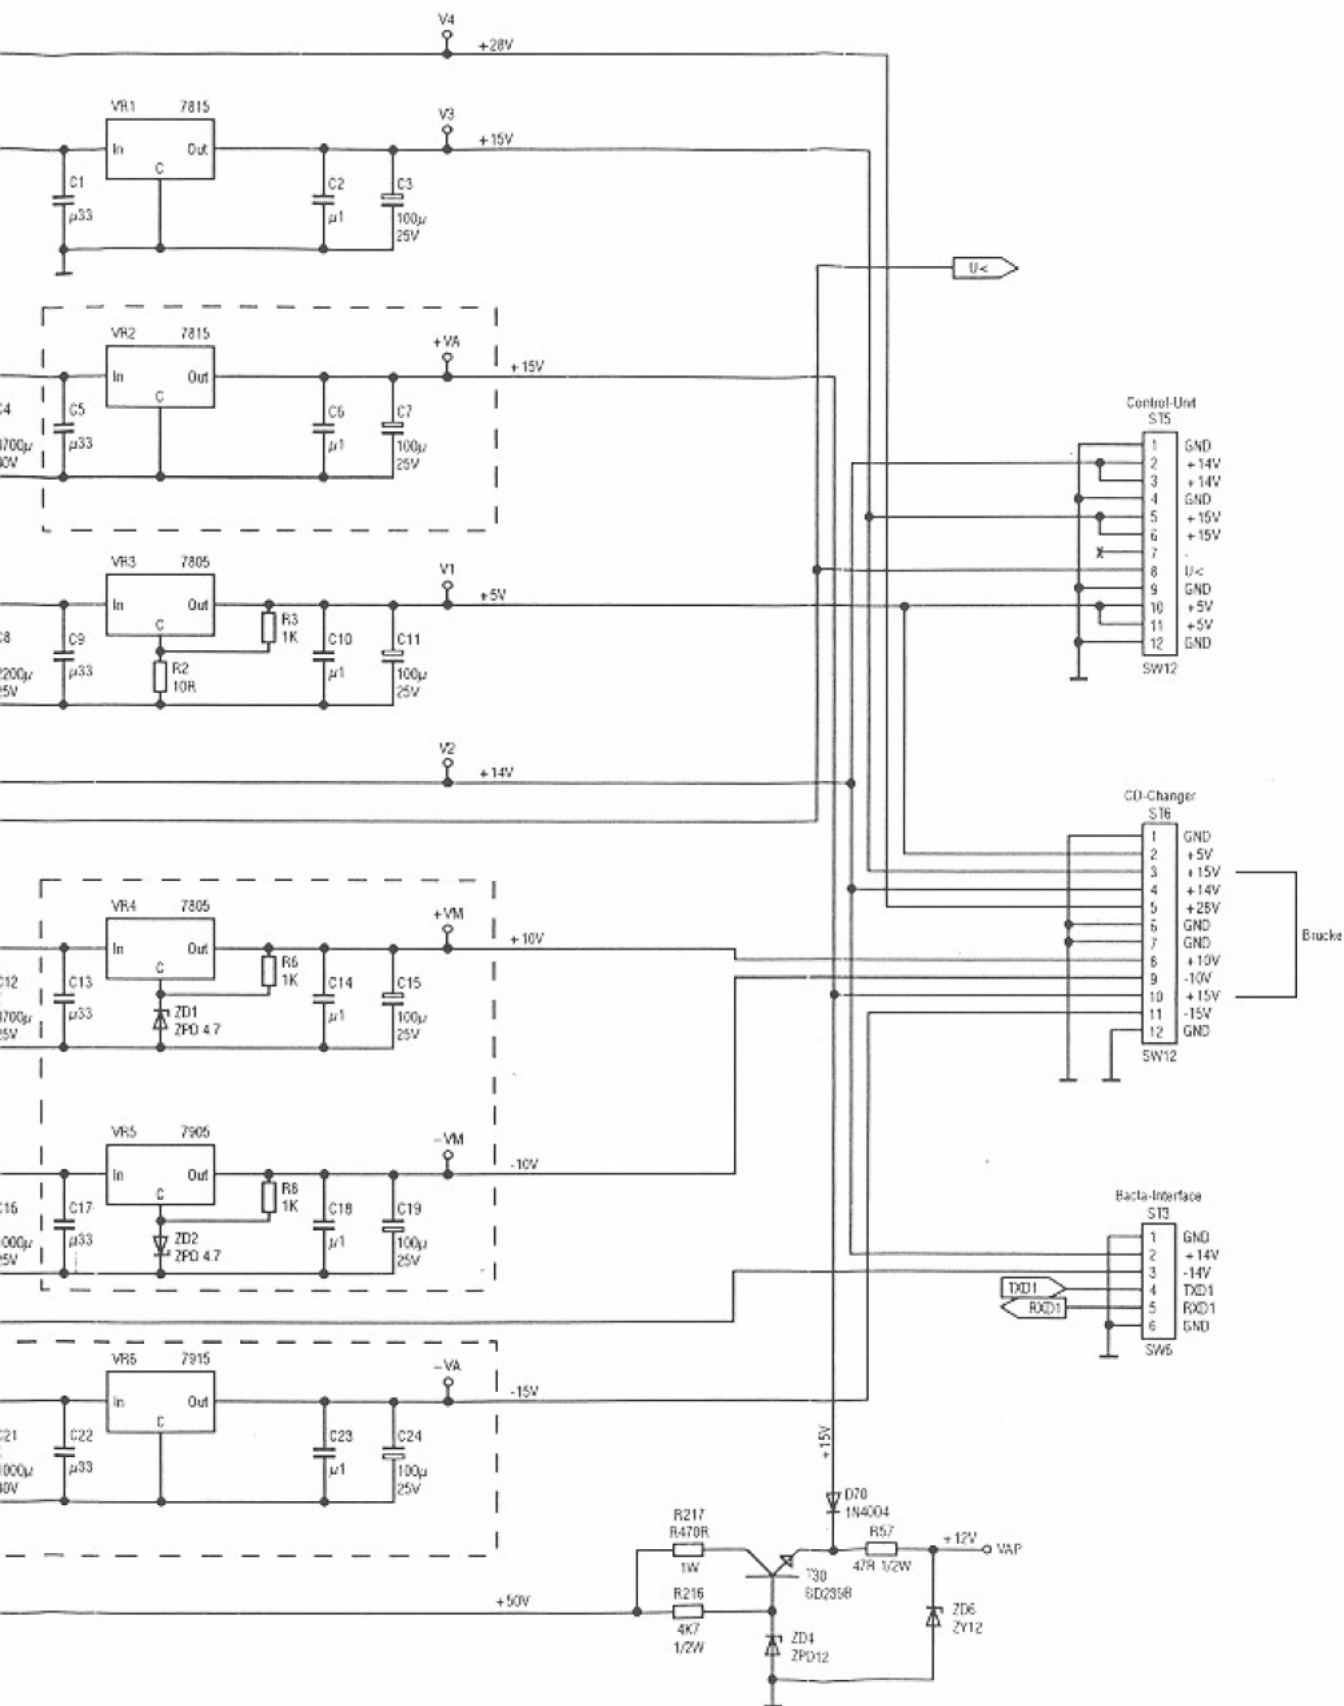 V4
+28V
VR1 7815
In Out
C
C1
µ33
C2
µ1
C3
100µ
25V
V3
+15V
U<
VR2 7815
In Out
C
C4
40V
C5
µ33
C6
µ1
C7
100µ
25V
+VA
+15V
VR3 7805
In Out
C
C8
2200µ
25V
C9
µ33
R2
10R
R3
1K
C10
µ1
C11
100µ
25V
V1
+5V
V2
+14V
Control-Unit
ST5
1 GND
2 +14V
3 +14V
4 GND
5 +15V
6 +15V
7
8 U<
9 GND
10 +5V
11 +5V
12 GND
SW12
CD-Changer
ST6
1 GND
2 +5V
3 +15V
4 +14V
5 +28V
6 GND
7 GND
8 +10V
9 -10V
10 +15V
11 -15V
12 GND
SW12
Brücke
VR4 7805
In Out
C
C12
25V
C13
µ33
ZD1
ZPD 4.7
R6
1K
C14
µ1
C15
100µ
25V
+VM
+10V
VR5 7905
In Out
C
C16
25V
C17
µ33
ZD2
ZPD 4.7
R8
1K
C18
µ1
C19
100µ
25V
-VM
-10V
Bacta-Interface
ST3
1 GND
2 +14V
3 -14V
4 TXD1
5 RXD1
6 GND
SW6
TXD1
RXD1
VR6 7915
In Out
C
C21
40V
C22
µ33
C23
µ1
C24
100µ
25V
-VA
-15V
+15V
D70
1N4004
R217
R470R
1W
R57
47R 1/2W
+12V
VAP
T30
BD239B
+50V
R216
4K7
1/2W
ZD4
ZPD12
ZD6
ZY12